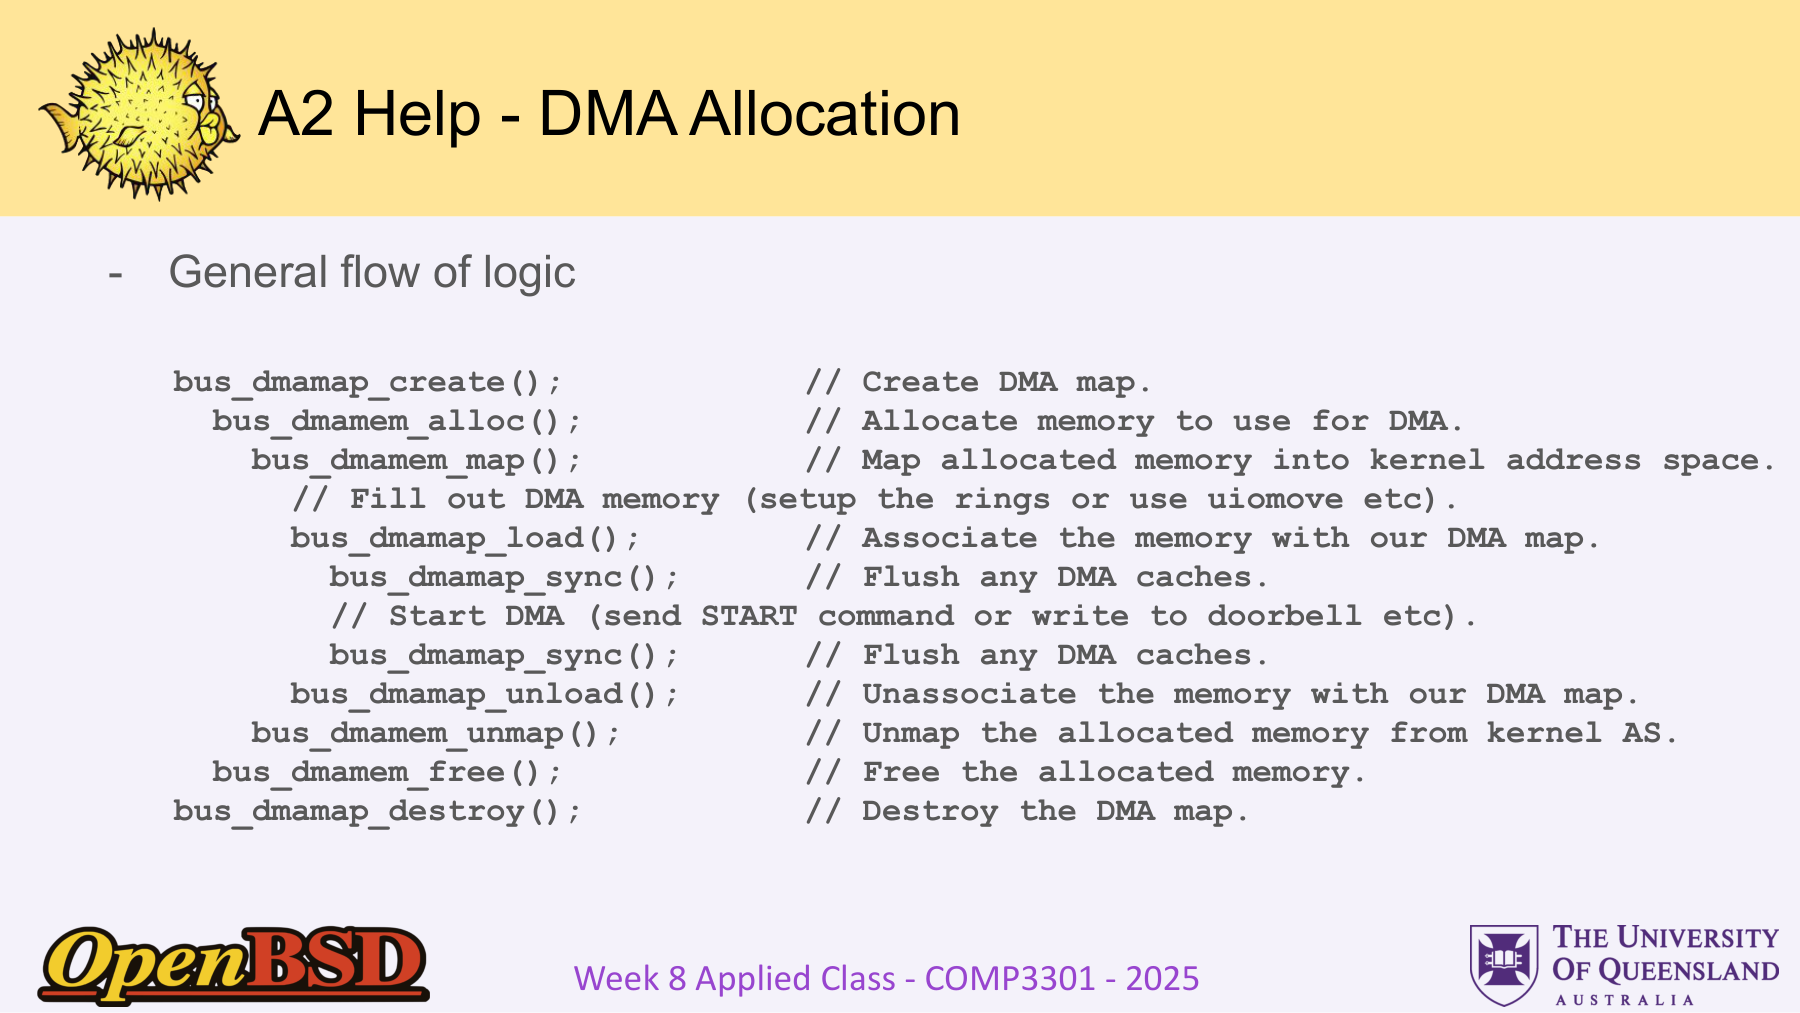 A2 Help - DMA Allocation
- General flow of logic
bus_dmamap_create(); // Create DMA map.
bus_dmamem_alloc(); // Allocate memory to use for DMA.
bus_dmamem_map(); // Map allocated memory into kernel address space.
// Fill out DMA memory (setup the rings or use uiomove etc).
bus_dmamap_load(); // Associate the memory with our DMA map.
bus_dmamap_sync(); // Flush any DMA caches.
// Start DMA (send START command or write to doorbell etc).
bus_dmamap_sync(); // Flush any DMA caches.
bus_dmamap_unload(); // Unassociate the memory with our DMA map.
bus_dmamem_unmap(); // Unmap the allocated memory from kernel AS.
bus_dmamem_free(); // Free the allocated memory.
bus_dmamap_destroy(); // Destroy the DMA map.
OpenBSD
Week 8 Applied Class - COMP3301 - 2025
THE UNIVERSITY
OF QUEENSLAND
AUSTRALIA